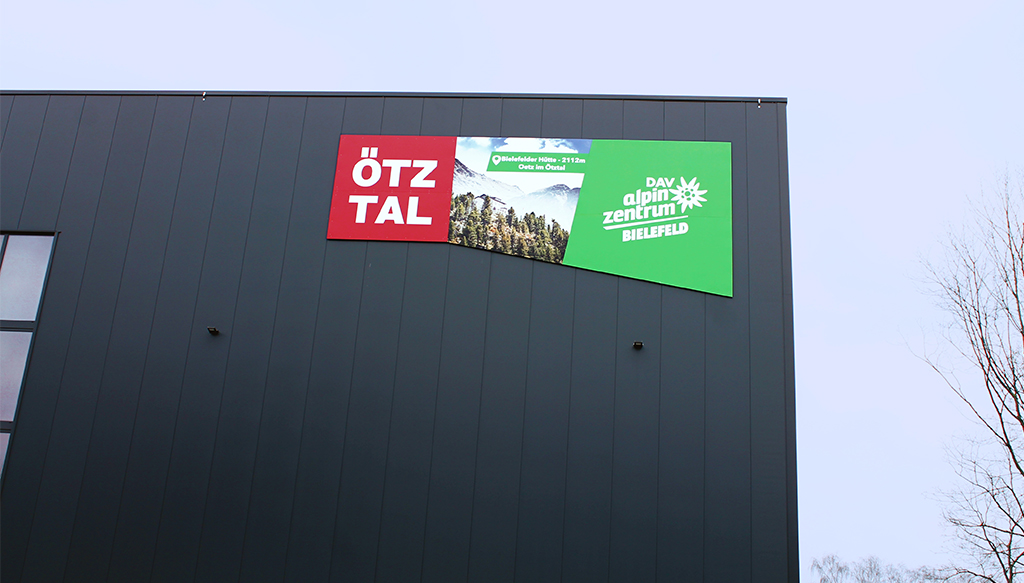 ÖTZ
TAL
Bielefelder Hütte - 2112m
Oetz im Ötztal
DAV
alpin
zentrum
BIELEFELD